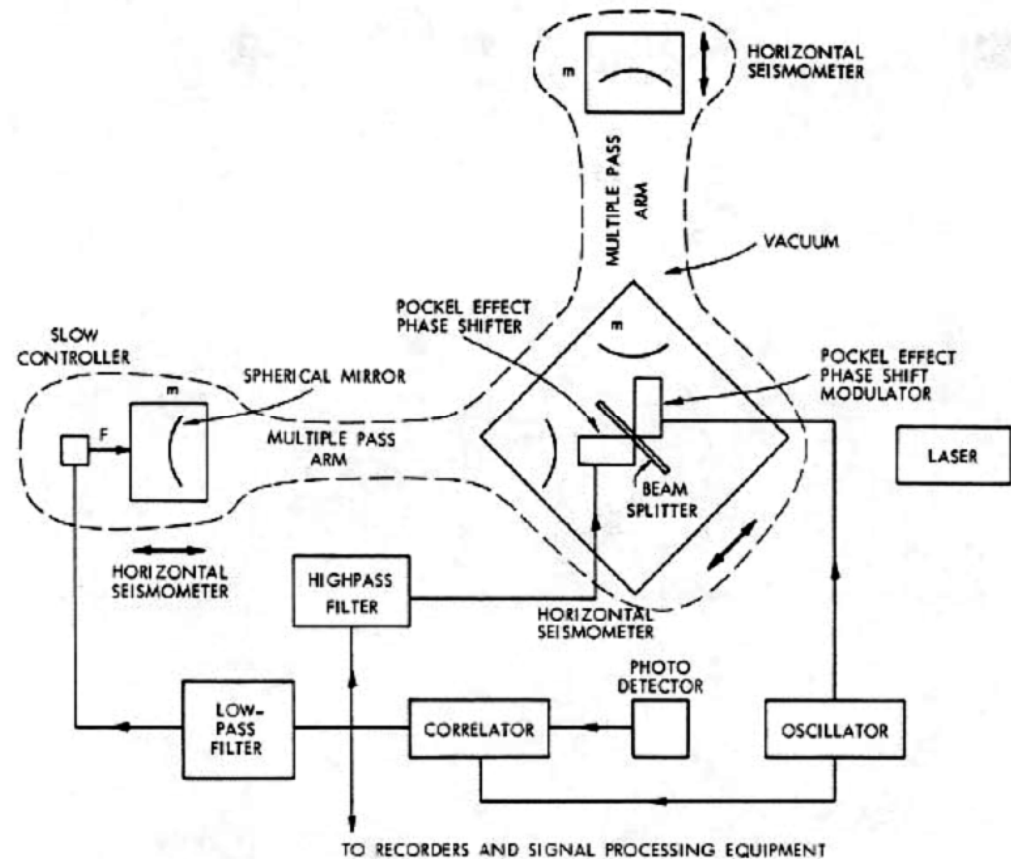 m
HORIZONTAL
SEISMOMETER
MULTIPLE PASS
ARM
VACUUM
POCKEL EFFECT
PHASE SHIFTER
m
SLOW
CONTROLLER
m
SPHERICAL MIRROR
POCKEL EFFECT
PHASE SHIFT
MODULATOR
F
MULTIPLE PASS
ARM
LASER
BEAM
SPLITTER
HORIZONTAL
SEISMOMETER
HIGHPASS
FILTER
HORIZONTAL
SEISMOMETER
PHOTO
DETECTOR
LOW-
PASS
FILTER
CORRELATOR
OSCILLATOR
TO RECORDERS AND SIGNAL PROCESSING EQUIPMENT